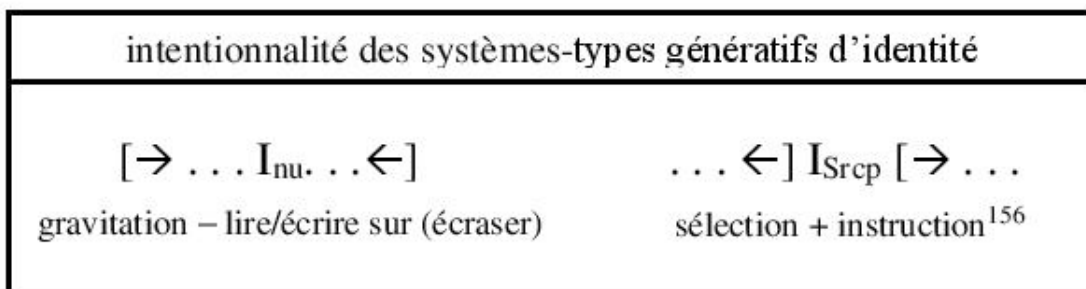 intentionnalité des systèmes-types génératifs d’identité
[→ . . . Inu. . . ←] . . . ←] ISrcp [→ . . .
gravitation – lire/écrire sur (écraser) sélection + instruction156